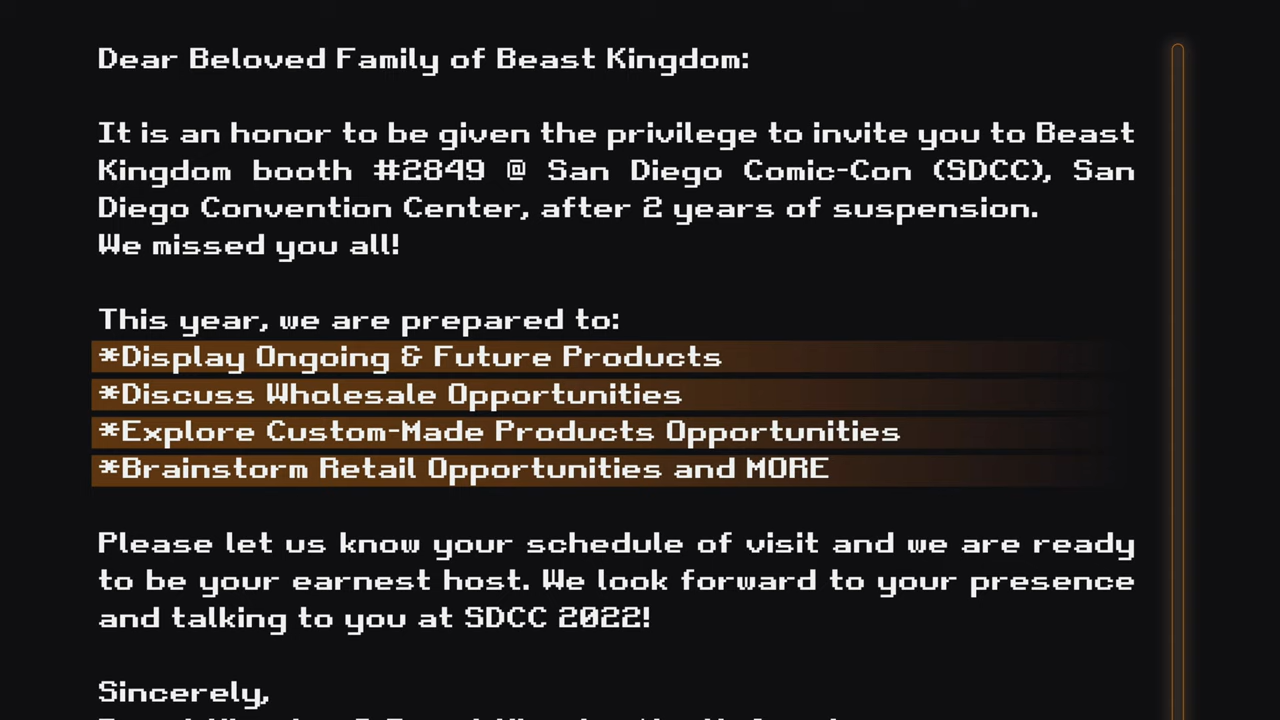 Dear Beloved Family of Beast Kingdom:
It is an honor to be given the privilege to invite you to Beast
Kingdom booth #2849 @ San Diego Comic-Con (SDCC), San
Diego Convention Center, after 2 years of suspension.
We missed you all!
This year, we are prepared to:
*Display Ongoing & Future Products
*Discuss Wholesale Opportunities
*Explore Custom-Made Products Opportunities
*Brainstorm Retail Opportunities and MORE
Please let us know your schedule of visit and we are ready
to be your earnest host. We look forward to your presence
and talking to you at SDCC 2022!
Sincerely,